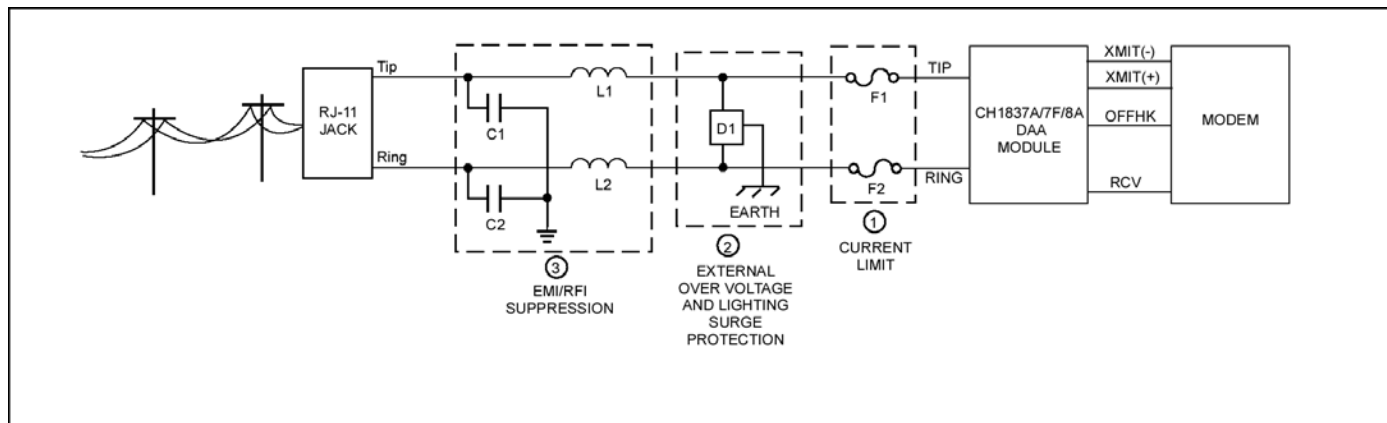 RJ-11
JACK
Tip
Ring
C1
C2
L1
L2
③
EMI/RFI
SUPPRESSION
D1
EARTH
②
EXTERNAL
OVER VOLTAGE
AND LIGHTING
SURGE
PROTECTION
F1
F2
①
CURRENT
LIMIT
TIP
RING
CH1837A/7F/8A
DAA
MODULE
XMIT(-)
XMIT(+)
OFFHK
RCV
MODEM